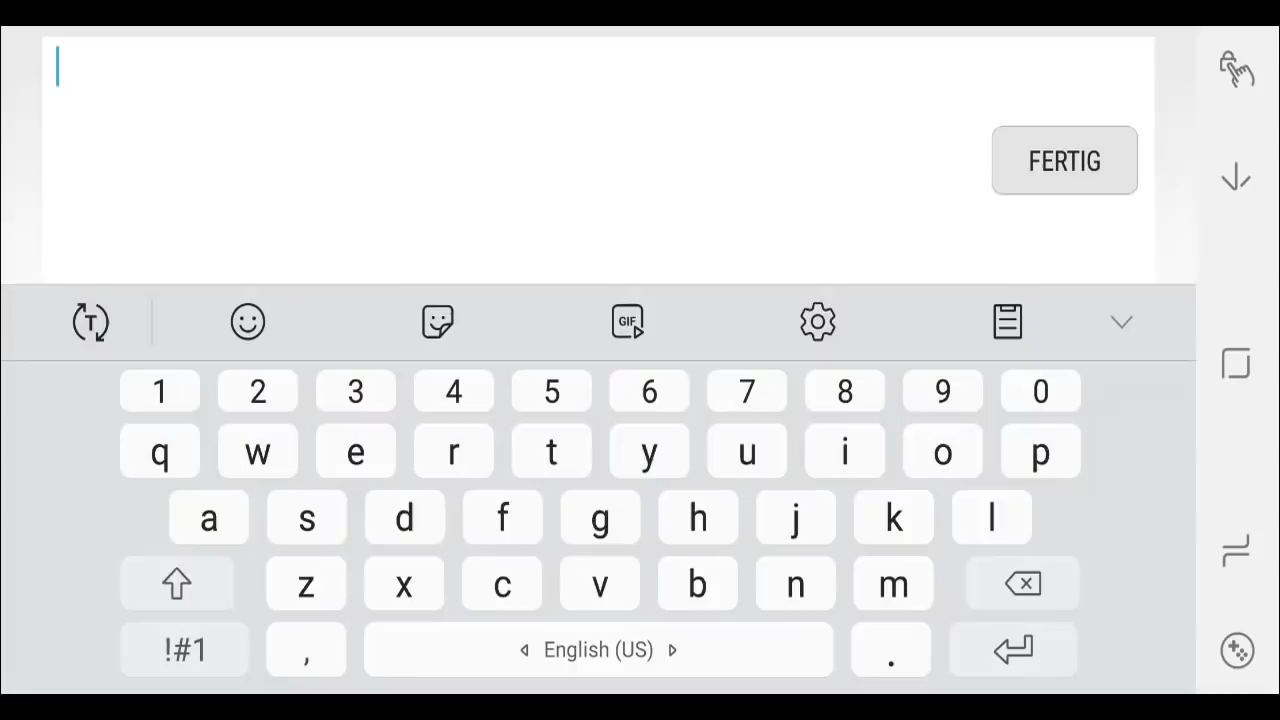 FERTIG
T
GIF
1 2 3 4 5 6 7 8 9 0
q w e r t y u i o p
a s d f g h j k l
z x c v b n m
!#1 , English (US) .